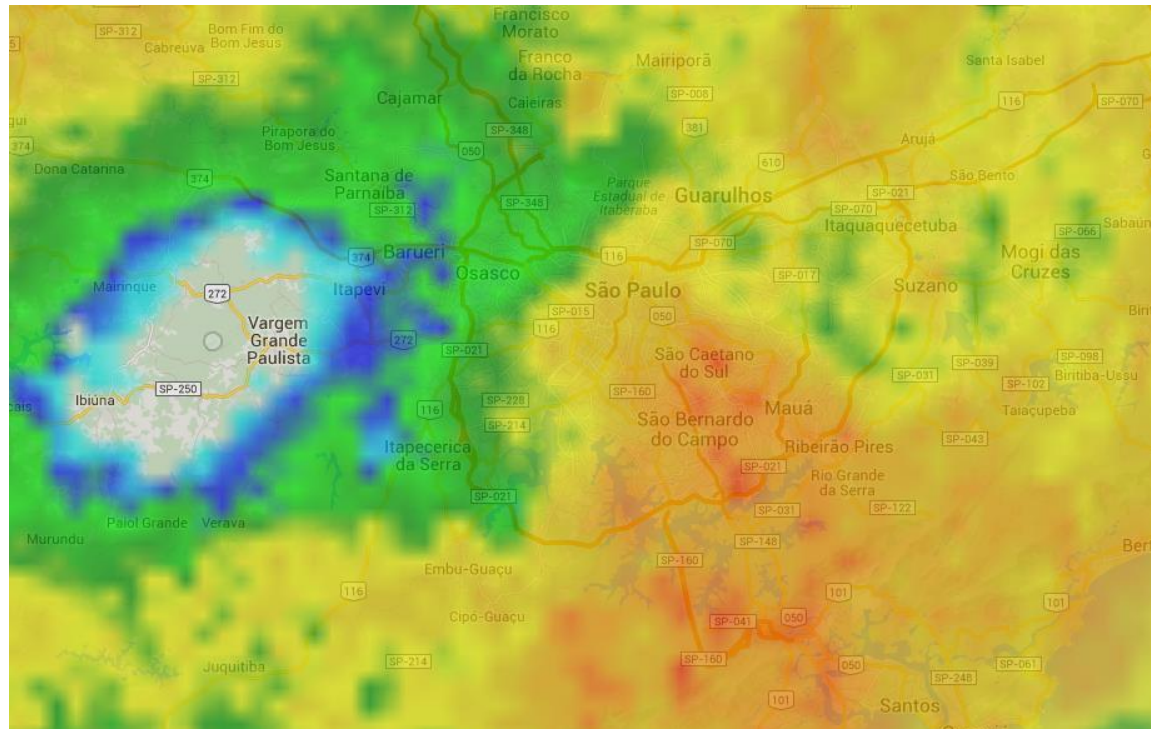 Francisco
Morato
SP-312
Bom Fim do
Bom Jesus
Cabreúva
SP-312
Franco
da Rocha
Mairiporã
Santa Isabel
Cajamar
Caieiras
SP-008
116
SP-070
374
Pirapora do
Bom Jesus
SP-348
381
Arujá
050
Dona Catarina
374
Santana de
Parnaíba
Parque
Estadual de
Itaberaba
610
São Bento
SP-312
SP-348
Guarulhos
SP-021
SP-070
Itaquaquecetuba
Sabaún
SP-066
Barueri
374
116
SP-070
Mogi das
Cruzes
Osasco
SP-017
Mairinque
272
Itapevi
São Paulo
Suzano
SP-015
050
Vargem
Grande
Paulista
272
116
SP-021
São Caetano
do Sul
SP-039
SP-098
SP-031
Biritiba-Ussu
SP-250
SP-160
SP-102
Ibiúna
116
SP-228
SP-214
Mauá
Taiaçupeba
São Bernardo
do Campo
SP-043
Itapecerica
da Serra
Ribeirão Pires
SP-021
Rio Grande
da Serra
SP-021
SP-031
SP-122
Paiol Grande
Verava
Murundu
SP-148
Bert
SP-160
Embu-Guaçu
116
101
101
Cipó-Guaçu
SP-041
050
SP-214
SP-160
050
SP-061
Juquitiba
SP-248
101
Santos